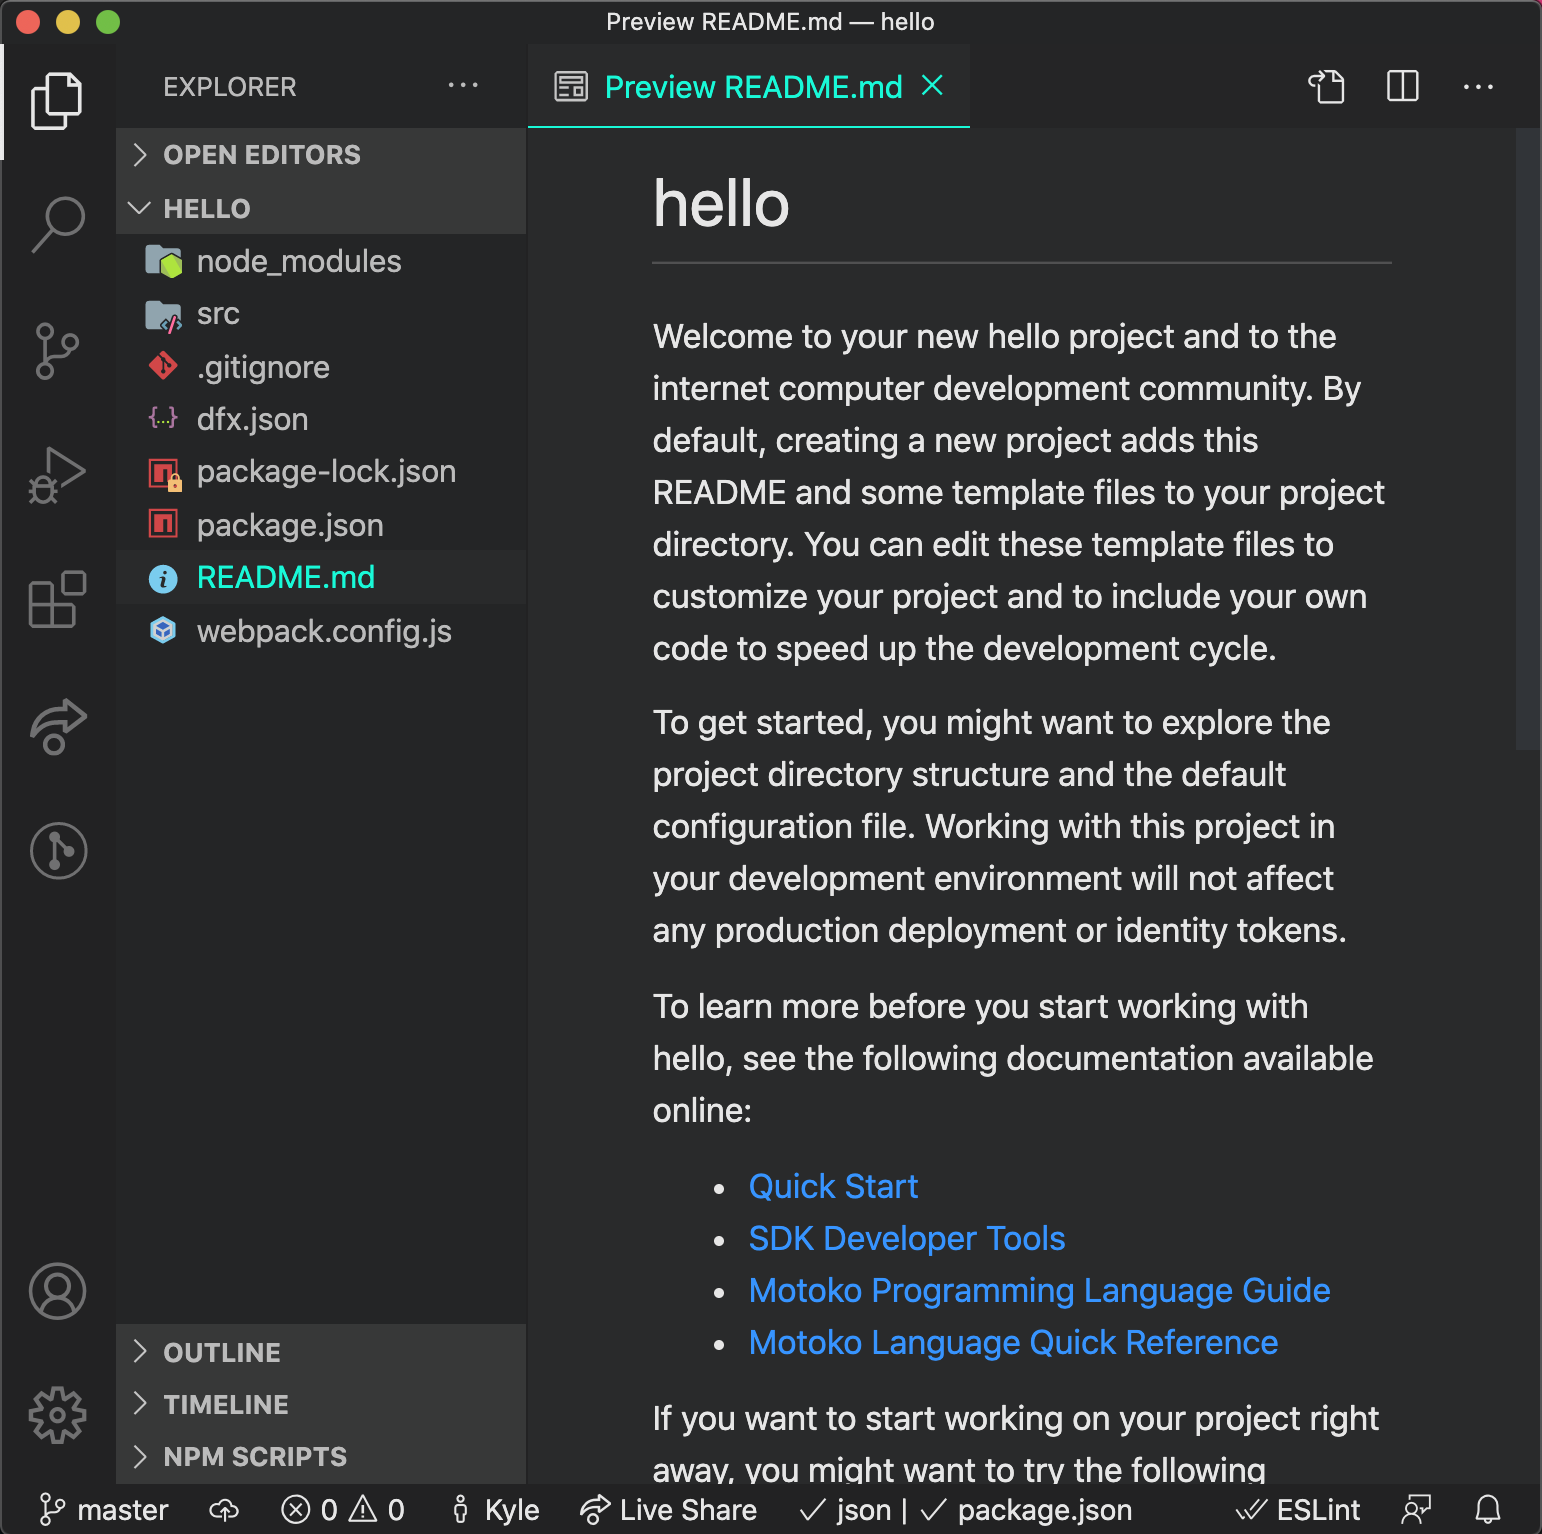 Preview README.md — hello
EXPLORER
Preview README.md
OPEN EDITORS
HELLO
node_modules
src
.gitignore
dfx.json
package-lock.json
package.json
README.md
webpack.config.js
OUTLINE
TIMELINE
NPM SCRIPTS
hello
Welcome to your new hello project and to the
internet computer development community. By
default, creating a new project adds this
README and some template files to your project
directory. You can edit these template files to
customize your project and to include your own
code to speed up the development cycle.
To get started, you might want to explore the
project directory structure and the default
configuration file. Working with this project in
your development environment will not affect
any production deployment or identity tokens.
To learn more before you start working with
hello, see the following documentation available
online:
• Quick Start
• SDK Developer Tools
• Motoko Programming Language Guide
• Motoko Language Quick Reference
If you want to start working on your project right
away, you might want to try the following
master 0 0 Kyle Live Share json | package.json ESLint